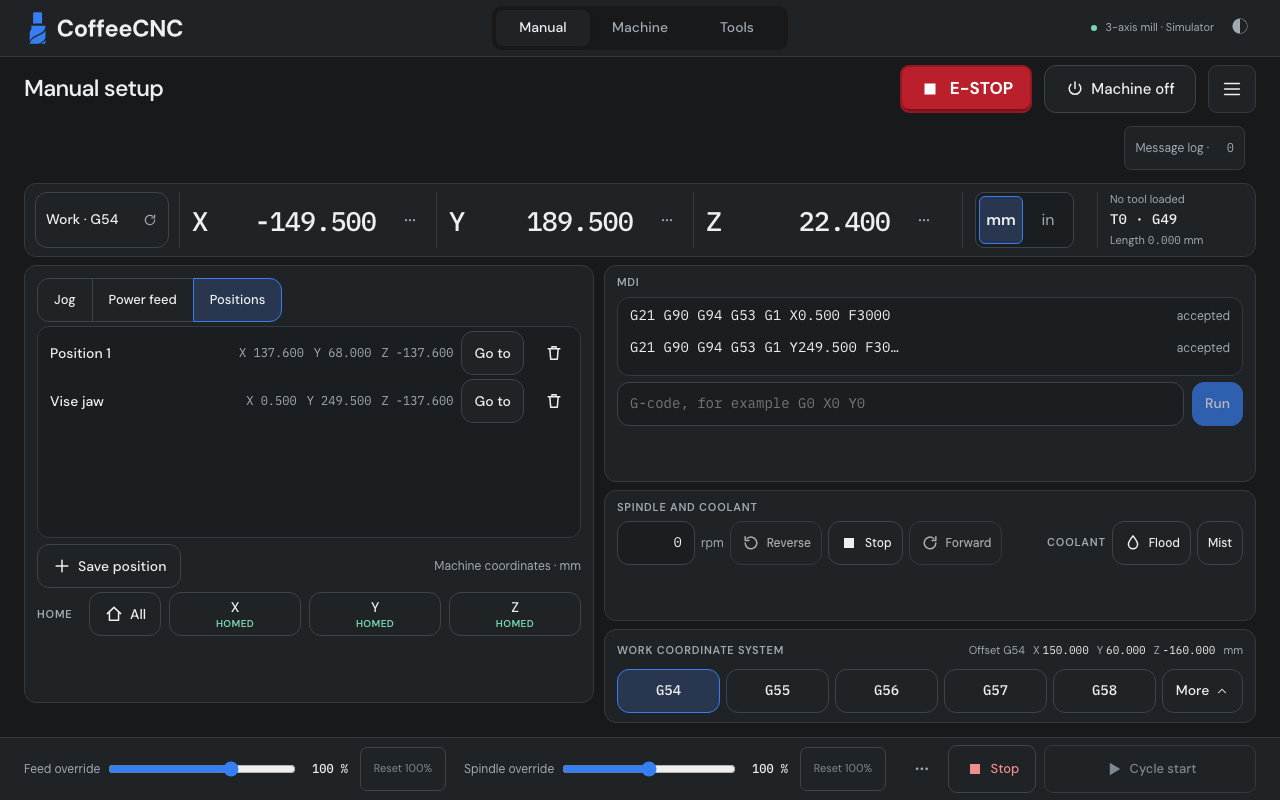 CoffeeCNC
Manual Machine Tools
3-axis mill · Simulator
Manual setup
E-STOP
Machine off
Message log · 0
Work · G54
X -149.500 ···
Y 189.500 ···
Z 22.400 ···
mm in
No tool loaded
T0 · G49
Length 0.000 mm
Jog Power feed Positions
Position 1 X 137.600 Y 68.000 Z -137.600 Go to
Vise jaw X 0.500 Y 249.500 Z -137.600 Go to
Save position
Machine coordinates · mm
HOME
All
X
HOMED
Y
HOMED
Z
HOMED
MDI
G21 G90 G94 G53 G1 X0.500 F3000 accepted
G21 G90 G94 G53 G1 Y249.500 F30… accepted
G-code, for example G0 X0 Y0
Run
SPINDLE AND COOLANT
0 rpm Reverse Stop Forward
COOLANT Flood Mist
WORK COORDINATE SYSTEM
Offset G54 X 150.000 Y 60.000 Z -160.000 mm
G54 G55 G56 G57 G58 More
Feed override 100 % Reset 100%
Spindle override 100 % Reset 100%
···
Stop
Cycle start